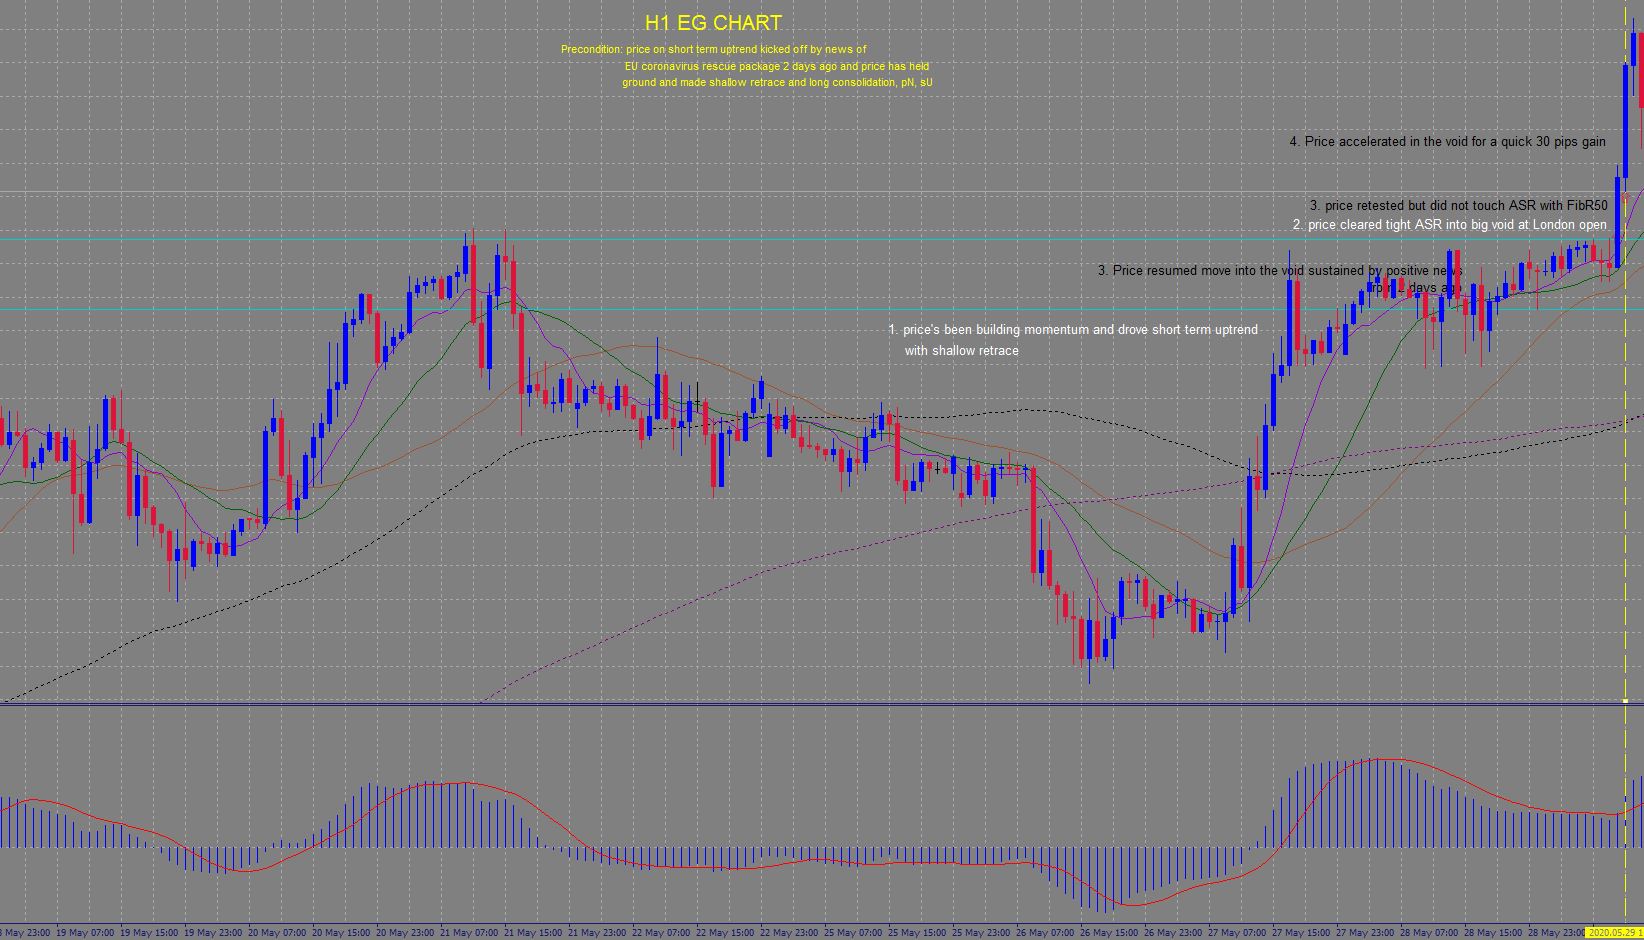 H1 EG CHART
Precondition: price on short term uptrend kicked off by news of
EU coronavirus rescue package 2 days ago and price has held
ground and made shallow retrace and long consolidation, pN, sU
4. Price accelerated in the void for a quick 30 pips gain
3. price retested but did not touch ASR with FibR50
2. price cleared tight ASR into big void at London open
3. Price resumed move into the void sustained by positive news
days ago
1. price's been building momentum and drove short term uptrend
with shallow retrace
May 23:00 19 May 07:00 19 May 15:00 19 May 23:00 20 May 07:00 20 May 15:00 20 May 23:00 21 May 07:00 21 May 15:00 21 May 23:00 22 May 07:00 22 May 15:00 22 May 23:00 25 May 07:00 25 May 15:00 25 May 23:00 26 May 07:00 26 May 15:00 26 May 23:00 27 May 07:00 27 May 15:00 27 May 23:00 28 May 07:00 28 May 15:00 28 May 23:00 2020.05.29 1